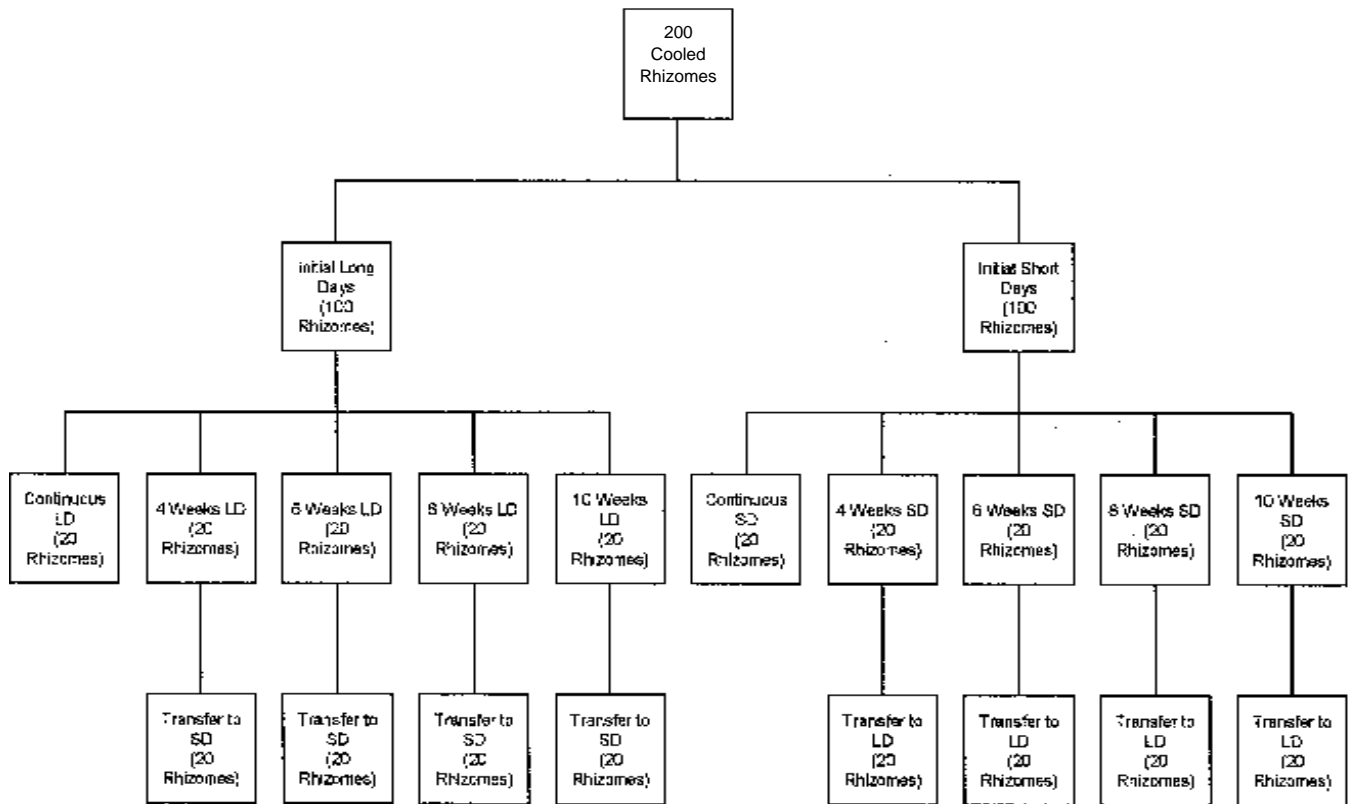 200
Cooled
Rhizomes
Initial Long
Days
(100
Rhizomes)
Initial Short
Days
(100
Rhizomes)
Continuous
LD
(20
Rhizomes)
4 Weeks LD
(20
Rhizomes)
Weeks LD
(20
Rhizomes)
Weeks LD
(20
Rhizomes)
10 Weeks
LD
(20
Rhizomes)
Continuous
SD
(20
Rhizomes)
4 Weeks SD
(20
Rhizomes)
6 Weeks SD
(20
Rhizomes)
8 Weeks SD
(20
Rhizomes)
10 Weeks
SD
(20
Rhizomes)
Transfer to
SD
(20
Rhizomes)
Transfer to
SD
(20
Rhizomes)
Transfer to
SD
(20
Rhizomes)
Transfer to
SD
(20
Rhizomes)
Transfer to
LD
(20
Rhizomes)
Transfer to
LD
(20
Rhizomes)
Transfer to
LD
(20
Rhizomes)
Transfer to
LD
(20
Rhizomes)